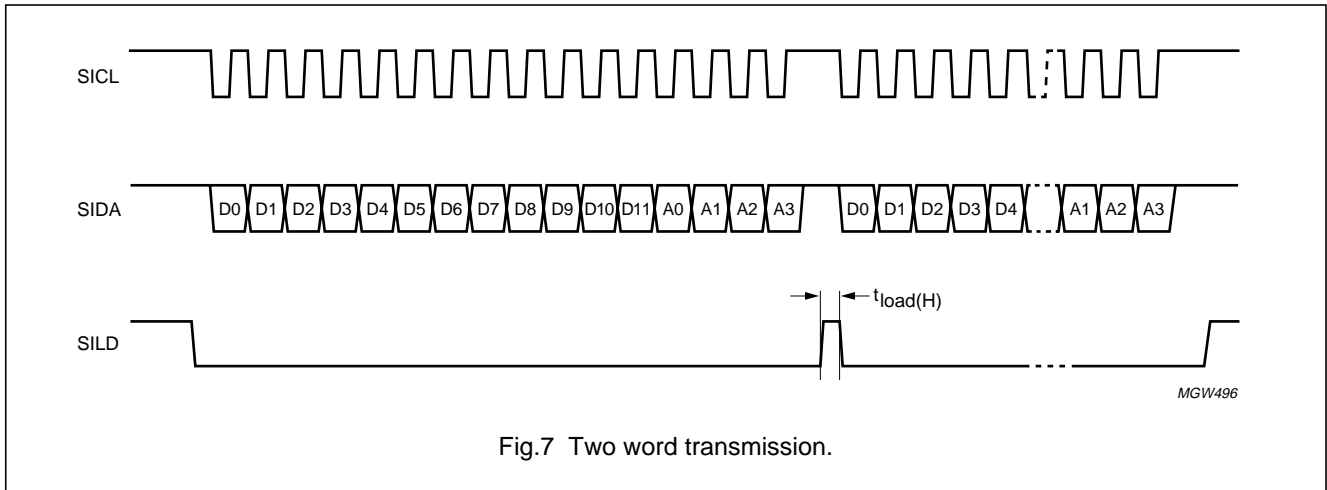 SICL
SIDA
D0 D1 D2 D3 D4 D5 D6 D7 D8 D9 D10 D11 A0 A1 A2 A3 D0 D1 D2 D3 D4 A1 A2 A3
tload(H)
SILD
MGW496
Fig.7 Two word transmission.